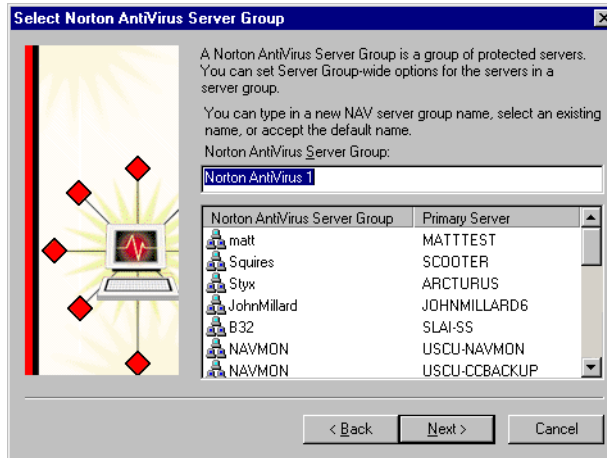 Select Norton AntiVirus Server Group
A Norton AntiVirus Server Group is a group of protected servers.
You can set Server Group-wide options for the servers in a
server group.
You can type in a new NAV server group name, select an existing
name, or accept the default name.
Norton AntiVirus Server Group:
Norton AntiVirus 1
Norton AntiVirus Server Group Primary Server
matt MATTTEST
Squires SCOOTER
Styx ARCTURUS
JohnMillard JOHNMILLARD6
B32 SLAI-SS
NAVMON USCU-NAVMON
NAVMON USCU-CCBACKUP
< Back Next > Cancel